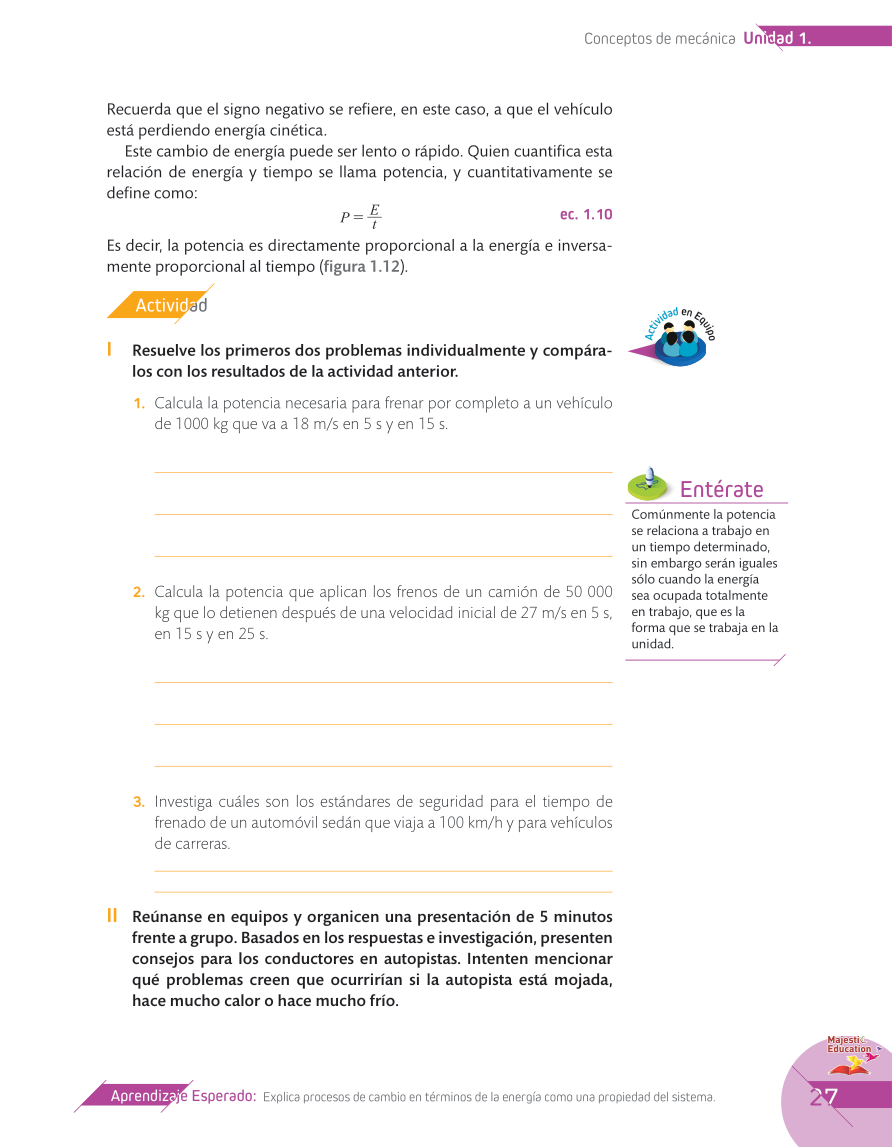 Conceptos de mecánica Unidad 1.
Recuerda que el signo negativo se refiere, en este caso, a que el vehículo
está perdiendo energía cinética.
Este cambio de energía puede ser lento o rápido. Quien cuantifica esta
relación de energía y tiempo se llama potencia, y cuantitativamente se
define como:
P = E/t ec. 1.10
Es decir, la potencia es directamente proporcional a la energía e inversa-
mente proporcional al tiempo (figura 1.12).
Actividad
Actividad en Equipo
I Resuelve los primeros dos problemas individualmente y compára-
los con los resultados de la actividad anterior.
1. Calcula la potencia necesaria para frenar por completo a un vehículo
de 1000 kg que va a 18 m/s en 5 s y en 15 s.
Entérate
Comúnmente la potencia
se relaciona a trabajo en
un tiempo determinado,
sin embargo serán iguales
sólo cuando la energía
sea ocupada totalmente
en trabajo, que es la
forma que se trabaja en la
unidad.
2. Calcula la potencia que aplican los frenos de un camión de 50 000
kg que lo detienen después de una velocidad inicial de 27 m/s en 5 s,
en 15 s y en 25 s.
3. Investiga cuáles son los estándares de seguridad para el tiempo de
frenado de un automóvil sedán que viaja a 100 km/h y para vehículos
de carreras.
II Reúnanse en equipos y organicen una presentación de 5 minutos
frente a grupo. Basados en los respuestas e investigación, presenten
consejos para los conductores en autopistas. Intenten mencionar
qué problemas creen que ocurrirían si la autopista está mojada,
hace mucho calor o hace mucho frío.
Majestic
Education
Aprendizaje Esperado: Explica procesos de cambio en términos de la energía como una propiedad del sistema.
27